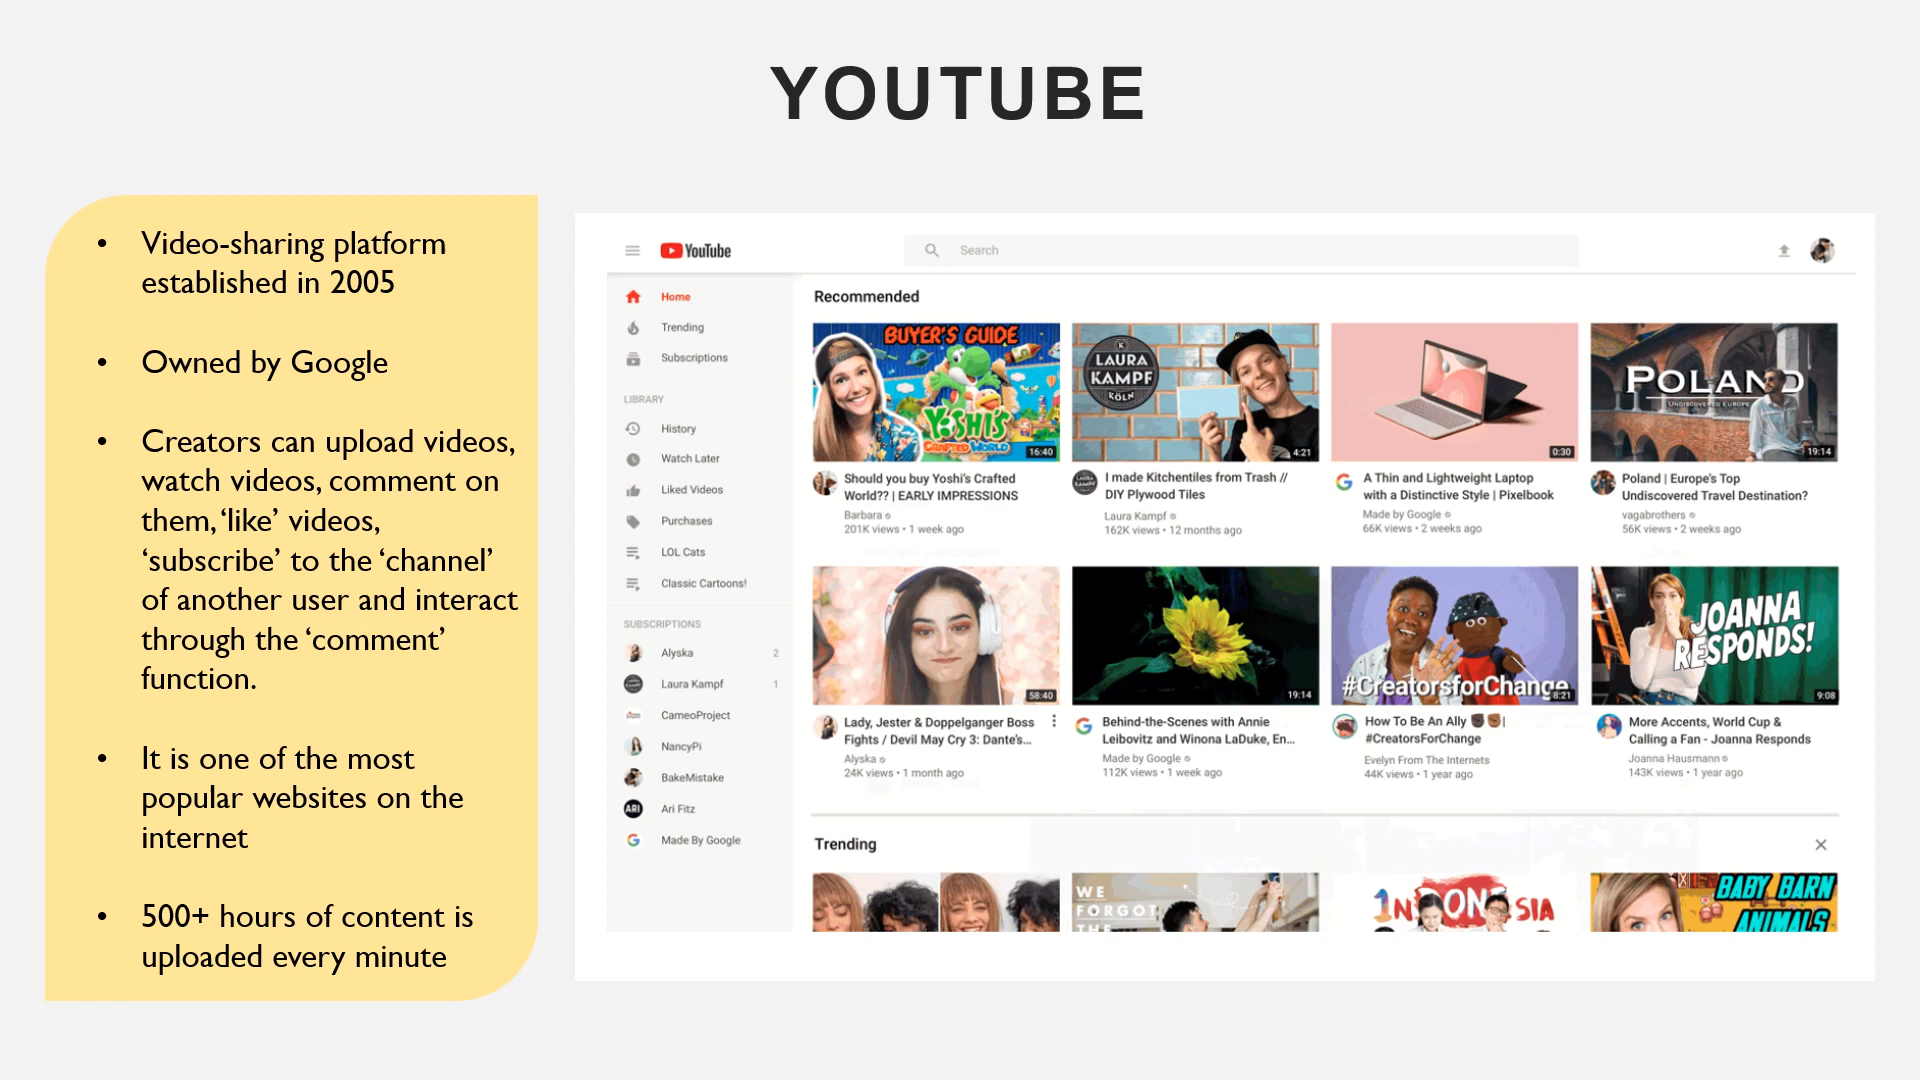 YOUTUBE
• Video-sharing platform
established in 2005
• Owned by Google
• Creators can upload videos,
watch videos, comment on
them, ‘like’ videos,
‘subscribe’ to the ‘channel’
of another user and interact
through the ‘comment’
function.
• It is one of the most
popular websites on the
internet
• 500+ hours of content is
uploaded every minute
YouTube
Search
Home
Trending
Subscriptions
LIBRARY
History
Watch Later
Liked Videos
Purchases
LOL Cats
Classic Cartoons!
SUBSCRIPTIONS
Alyska 2
Laura Kampf 1
CameoProject
NancyPi
BakeMistake
ARI Ari Fitz
Made By Google
Recommended
BUYER'S GUIDE
YOSHI'S
CRAFTED WORLD
16:40
Should you buy Yoshi's Crafted
World?? | EARLY IMPRESSIONS
Barbara
201K views • 1 week ago
K
LAURA
KAMPF
KÖLN
4:21
I made Kitchentiles from Trash //
DIY Plywood Tiles
Laura Kampf
162K views • 12 months ago
0:30
A Thin and Lightweight Laptop
with a Distinctive Style | Pixelbook
Made by Google
66K views • 2 weeks ago
POLAND
UNDISCOVERED EUROPE
19:14
Poland | Europe's Top
Undiscovered Travel Destination?
vagabrothers
56K views • 2 weeks ago
58:40
Lady, Jester & Doppelganger Boss
Fights / Devil May Cry 3: Dante's...
Alyska
24K views • 1 month ago
19:14
Behind-the-Scenes with Annie
Leibovitz and Winona LaDuke, En...
Made by Google
112K views • 1 week ago
#CreatorsforChange
8:21
How To Be An Ally ✊🏿✊🏾 |
#CreatorsForChange
Evelyn From The Internets
44K views • 1 year ago
JOANNA
RESPONDS!
9:08
More Accents, World Cup &
Calling a Fan - Joanna Responds
Joanna Hausmann
143K views • 1 year ago
Trending
WE
FORGOT
THE
1NDONESIA
BABY BARN
ANIMALS